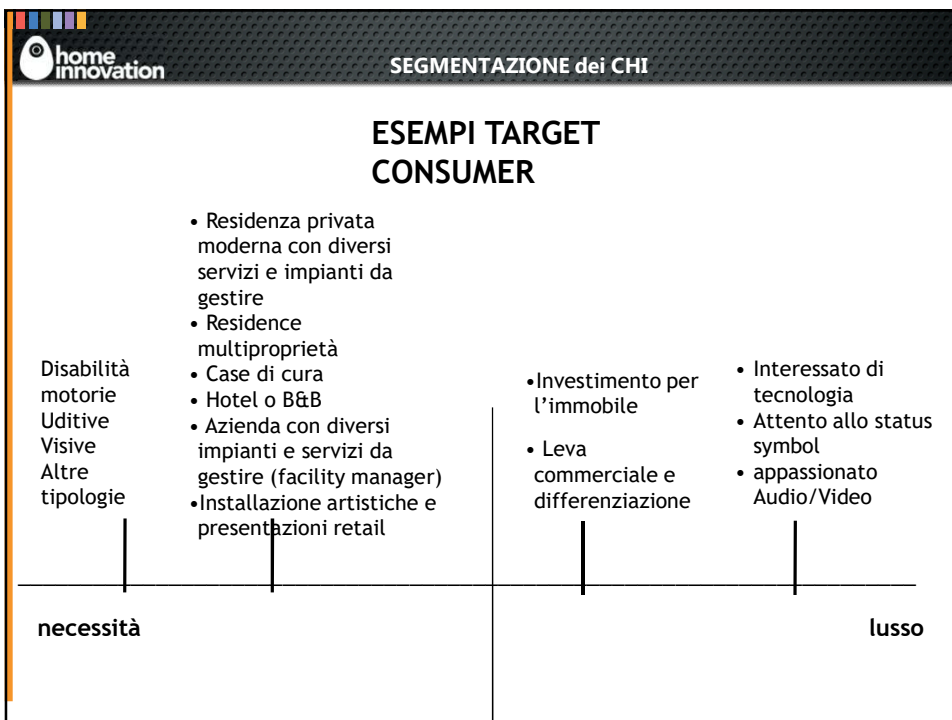 home
innovation
SEGMENTAZIONE dei CHI
ESEMPI TARGET
CONSUMER
Disabilità
motorie
Uditive
Visive
Altre
tipologie
• Residenza privata
moderna con diversi
servizi e impianti da
gestire
• Residence
multiproprietà
• Case di cura
• Hotel o B&B
• Azienda con diversi
impianti e servizi da
gestire (facility manager)
•Installazione artistiche e
presentazioni retail
•Investimento per
l’immobile
• Leva
commerciale e
differenziazione
• Interessato di
tecnologia
• Attento allo status
symbol
• appassionato
Audio/Video
necessità
lusso